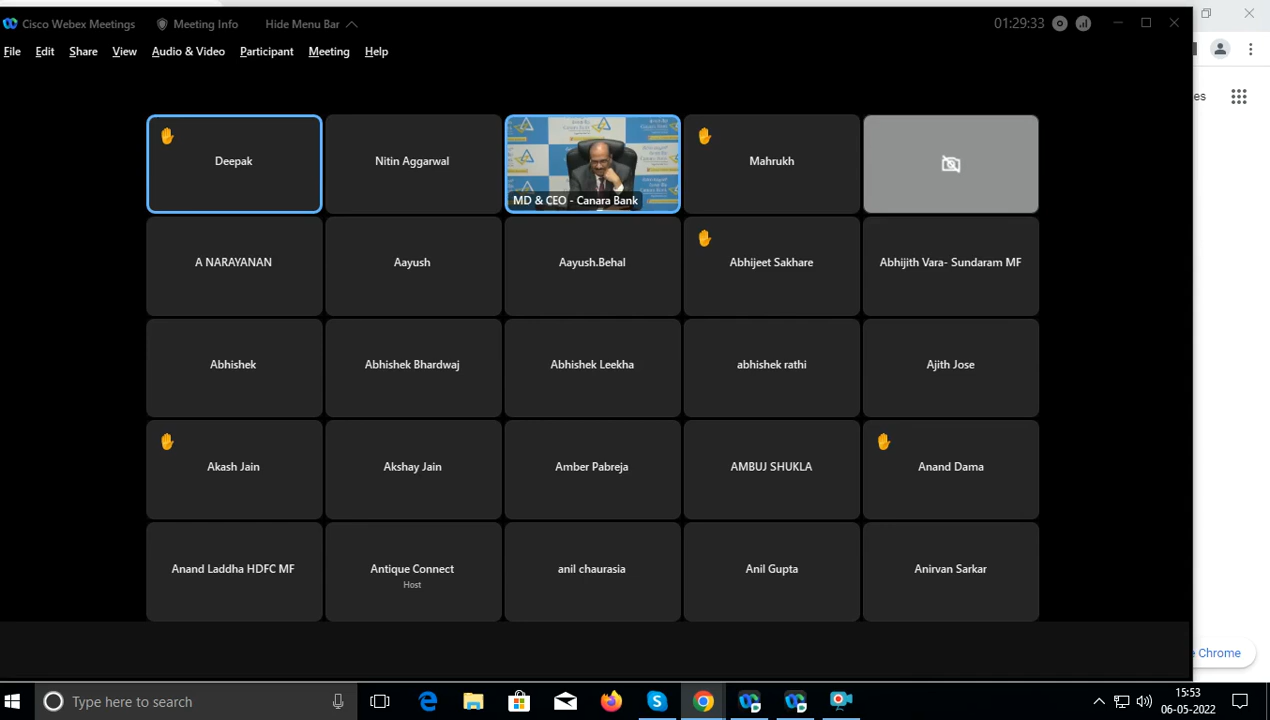 Cisco Webex Meetings Meeting Info Hide Menu Bar 01:29:33
File Edit Share View Audio & Video Participant Meeting Help
es
Deepak Nitin Aggarwal MD & CEO - Canara Bank Mahrukh
A NARAYANAN Aayush Aayush.Behal Abhijeet Sakhare Abhijith Vara- Sundaram MF
Abhishek Abhishek Bhardwaj Abhishek Leekha abhishek rathi Ajith Jose
Akash Jain Akshay Jain Amber Pabreja AMBUJ SHUKLA Anand Dama
Anand Laddha HDFC MF Antique Connect anil chaurasia Anil Gupta Anirvan Sarkar
Host
e Chrome
Type here to search 15:53
06-05-2022